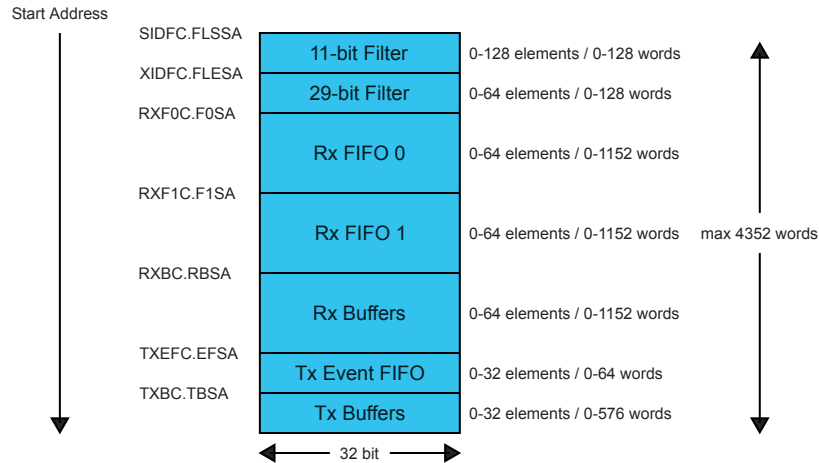 Start Address
SIDFC.FLSSA
11-bit Filter
0-128 elements / 0-128 words
XIDFC.FLESA
29-bit Filter
0-64 elements / 0-128 words
RXF0C.F0SA
Rx FIFO 0
0-64 elements / 0-1152 words
RXF1C.F1SA
Rx FIFO 1
0-64 elements / 0-1152 words
max 4352 words
RXBC.RBSA
Rx Buffers
0-64 elements / 0-1152 words
TXEFC.EFSA
Tx Event FIFO
0-32 elements / 0-64 words
TXBC.TBSA
Tx Buffers
0-32 elements / 0-576 words
32 bit